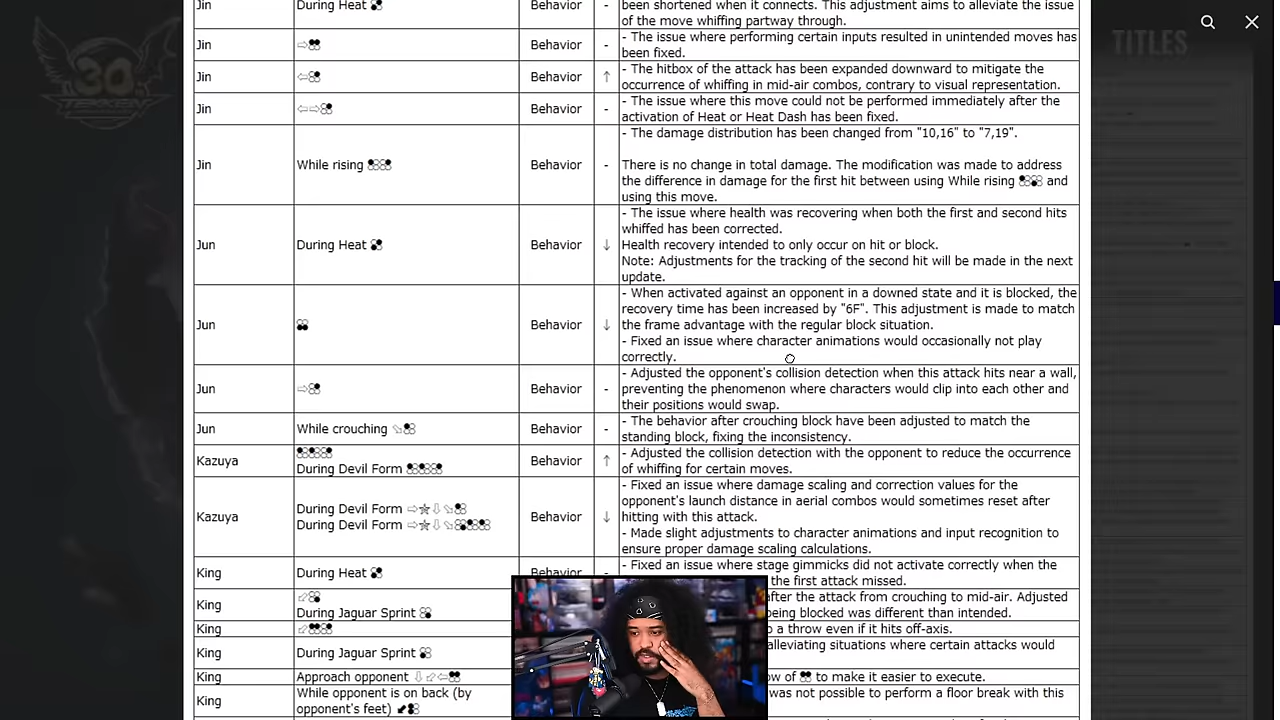 TITLES
30
TEKKEN
Jin
During Heat
Behavior
-
been shortened when it connects. This adjustment aims to alleviate the issue
of the move whiffing partway through.
Jin
Behavior
-
- The issue where performing certain inputs resulted in unintended moves has
been fixed.
Jin
Behavior
↑
- The hitbox of the attack has been expanded downward to mitigate the
occurrence of whiffing in mid-air combos, contrary to visual representation.
Jin
Behavior
-
- The issue where this move could not be performed immediately after the
activation of Heat or Heat Dash has been fixed.
Jin
While rising
Behavior
-
- The damage distribution has been changed from "10,16" to "7,19".
There is no change in total damage. The modification was made to address
the difference in damage for the first hit between using While rising and
using this move.
Jun
During Heat
Behavior
↓
- The issue where health was recovering when both the first and second hits
whiffed has been corrected.
Health recovery intended to only occur on hit or block.
Note: Adjustments for the tracking of the second hit will be made in the next
update.
Jun
Behavior
↓
- When activated against an opponent in a downed state and it is blocked, the
recovery time has been increased by "6F". This adjustment is made to match
the frame advantage with the regular block situation.
- Fixed an issue where character animations would occasionally not play
correctly.
Jun
⇨
Behavior
-
- Adjusted the opponent's collision detection when this attack hits near a wall,
preventing the phenomenon where characters would clip into each other and
their positions would swap.
Jun
While crouching
Behavior
-
- The behavior after crouching block have been adjusted to match the
standing block, fixing the inconsistency.
Kazuya
During Devil Form
Behavior
↑
- Adjusted the collision detection with the opponent to reduce the occurrence
of whiffing for certain moves.
Kazuya
During Devil Form
During Devil Form
Behavior
↓
- Fixed an issue where damage scaling and correction values for the
opponent's launch distance in aerial combos would sometimes reset after
hitting with this attack.
- Made slight adjustments to character animations and input recognition to
ensure proper damage scaling calculations.
King
During Heat
Behavior
-
- Fixed an issue where stage gimmicks did not activate correctly when the
the first attack missed.
King
During Jaguar Sprint
after the attack from crouching to mid-air. Adjusted
being blocked was different than intended.
King
o a throw even if it hits off-axis.
King
During Jaguar Sprint
alleviating situations where certain attacks would
King
Approach opponent
ow of to make it easier to execute.
King
While opponent is on back (by
opponent's feet)
was not possible to perform a floor break with this